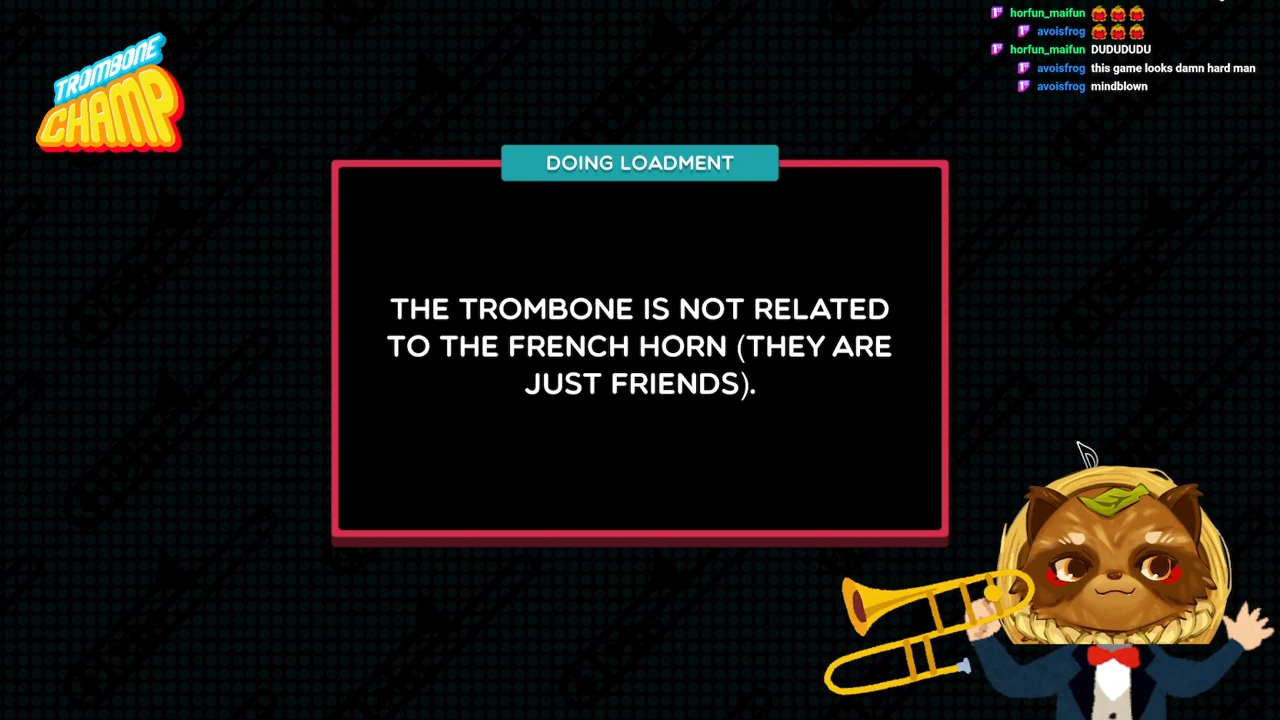 TROMBONE
CHAMP
horfun_maifun
avoisfrog
horfun_maifun DUDUDUDU
avoisfrog this game looks damn hard man
avoisfrog mindblown
DOING LOADMENT
THE TROMBONE IS NOT RELATED
TO THE FRENCH HORN (THEY ARE
JUST FRIENDS).